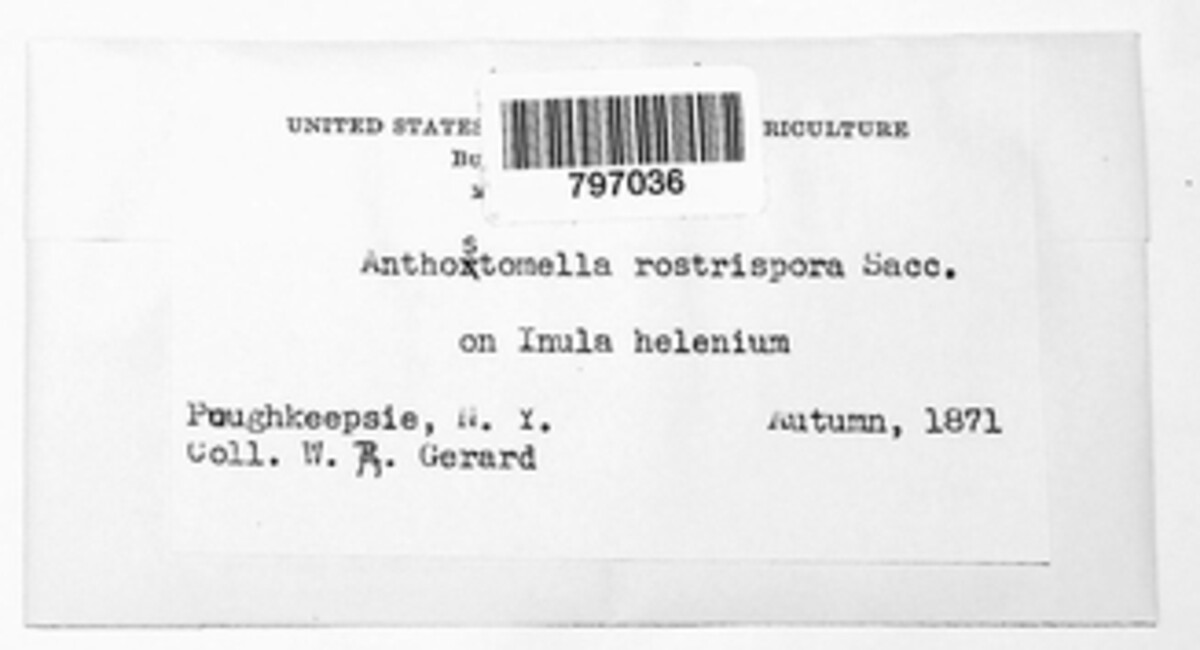 UNITED STATES RICULTURE
797036
Anthostomella rostrispora Sacc.
on Inula helenium
Poughkeepsie, N. Y. Autumn, 1871
Coll. W. R. Gerard